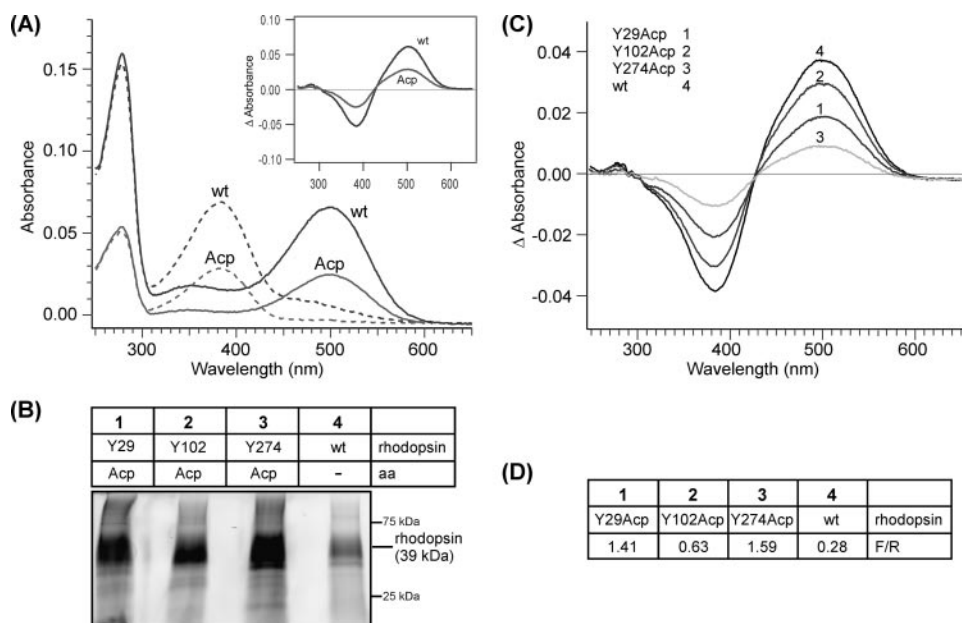 (A)
0.15
0.10
0.05
0.00
Absorbance
300
400
500
600
Wavelength (nm)
wt
wt
Acp
Acp
0.10
0.05
0.00
-0.05
-0.10
Δ Absorbance
300
400
500
600
wt
Acp
(C)
Y29Acp 1
Y102Acp 2
Y274Acp 3
wt 4
0.04
0.02
0.00
-0.02
-0.04
Δ Absorbance
4
2
1
3
300
400
500
600
Wavelength (nm)
(B)
1 2 3 4
Y29 Y102 Y274 wt rhodopsin
Acp Acp Acp – aa
75 kDa
rhodopsin
(39 kDa)
25 kDa
(D)
1 2 3 4
Y29Acp Y102Acp Y274Acp wt rhodopsin
1.41 0.63 1.59 0.28 F/R